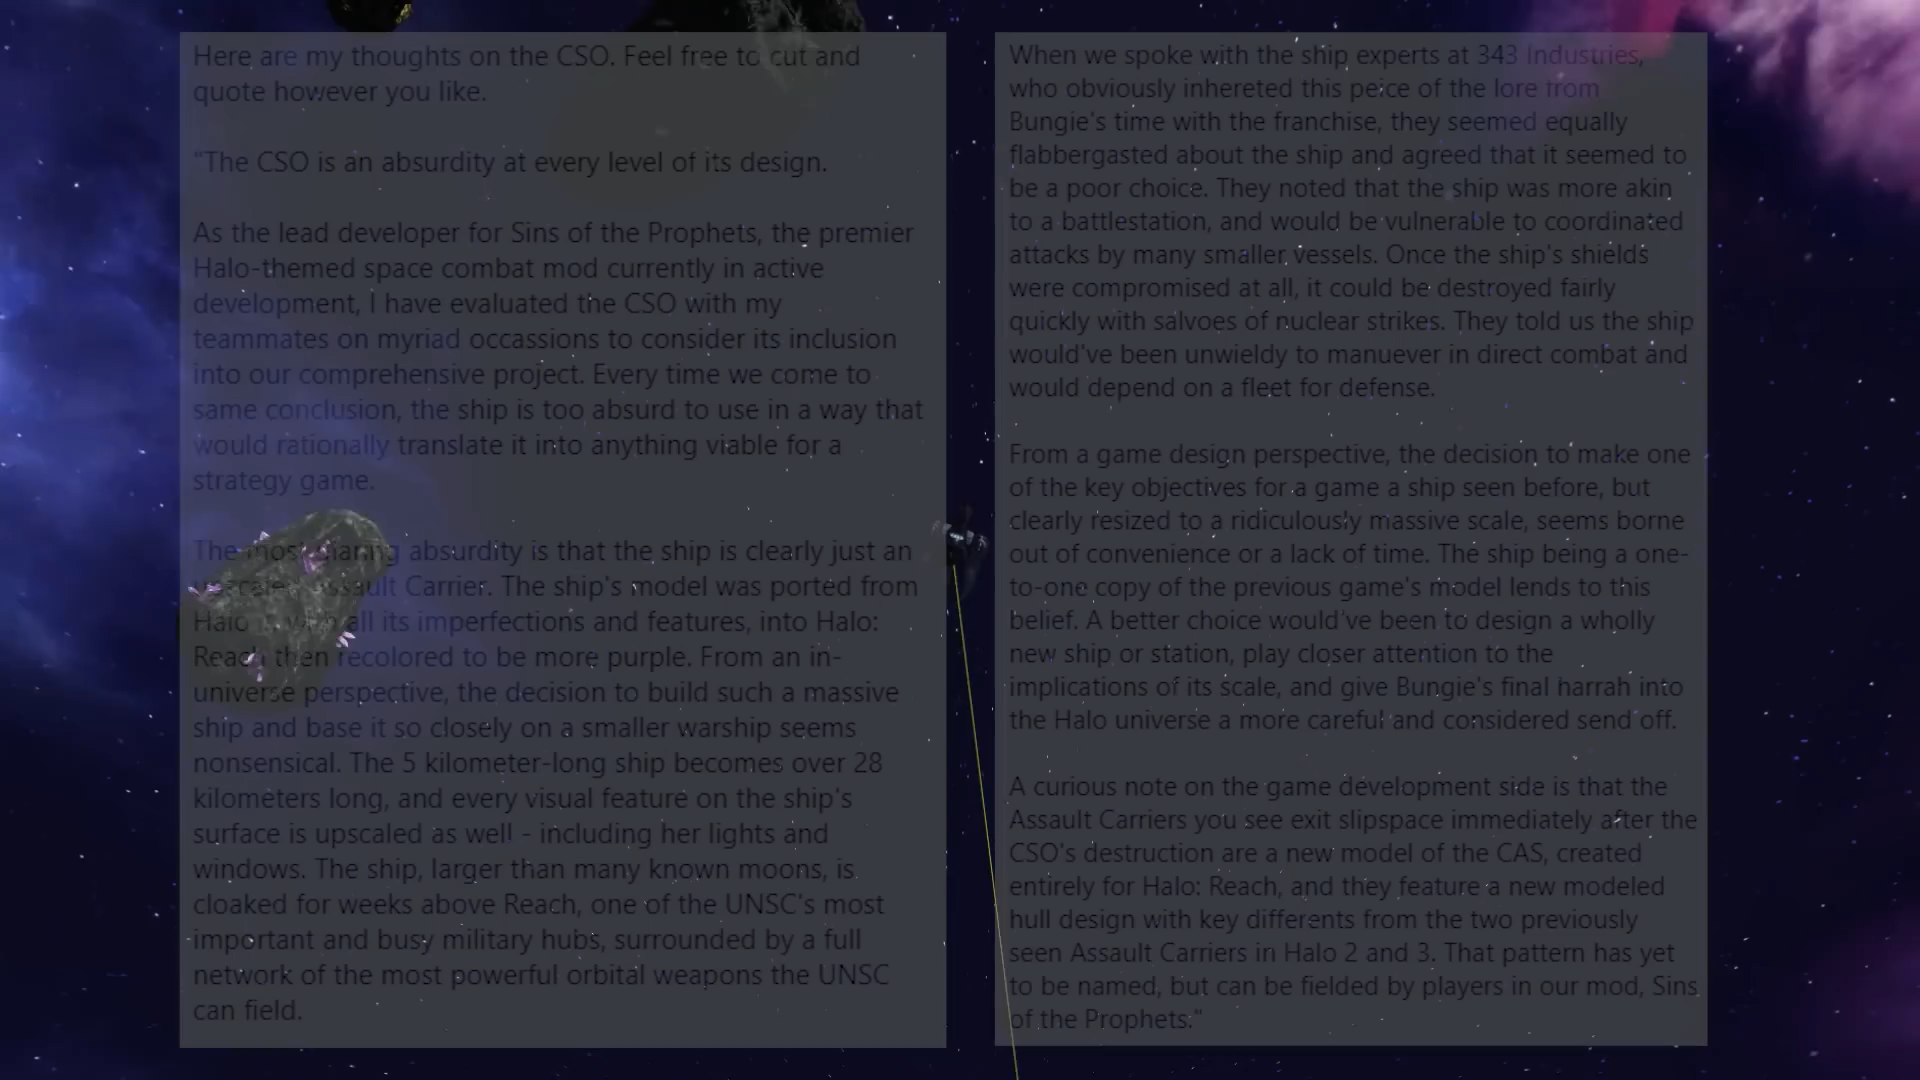 Here are my thoughts on the CSO. Feel free to cut and
quote however you like.
"The CSO is an absurdity at every level of its design.
As the lead developer for Sins of the Prophets, the premier
Halo-themed space combat mod currently in active
development, I have evaluated the CSO with my
teammates on myriad occassions to consider its inclusion
into our comprehensive project. Every time we come to
same conclusion, the ship is too absurd to use in a way that
would rationally translate it into anything viable for a
strategy game.
The most glaring absurdity is that the ship is clearly just an
upscaled Assault Carrier. The ship's model was ported from
Halo with all its imperfections and features, into Halo:
Reach then recolored to be more purple. From an in-
universe perspective, the decision to build such a massive
ship and base it so closely on a smaller warship seems
nonsensical. The 5 kilometer-long ship becomes over 28
kilometers long, and every visual feature on the ship's
surface is upscaled as well - including her lights and
windows. The ship, larger than many known moons, is
cloaked for weeks above Reach, one of the UNSC's most
important and busy military hubs, surrounded by a full
network of the most powerful orbital weapons the UNSC
can field.
When we spoke with the ship experts at 343 Industries,
who obviously inhereted this peice of the lore from
Bungie's time with the franchise, they seemed equally
flabbergasted about the ship and agreed that it seemed to
be a poor choice. They noted that the ship was more akin
to a battlestation, and would be vulnerable to coordinated
attacks by many smaller vessels. Once the ship's shields
were compromised at all, it could be destroyed fairly
quickly with salvoes of nuclear strikes. They told us the ship
would've been unwieldy to manuever in direct combat and
would depend on a fleet for defense.
From a game design perspective, the decision to make one
of the key objectives for a game a ship seen before, but
clearly resized to a ridiculously massive scale, seems borne
out of convenience or a lack of time. The ship being a one-
to-one copy of the previous game's model lends to this
belief. A better choice would've been to design a wholly
new ship or station, play closer attention to the
implications of its scale, and give Bungie's final harrah into
the Halo universe a more careful and considered send off.
A curious note on the game development side is that the
Assault Carriers you see exit slipspace immediately after the
CSO's destruction are a new model of the CAS, created
entirely for Halo: Reach, and they feature a new modeled
hull design with key differents from the two previously
seen Assault Carriers in Halo 2 and 3. That pattern has yet
to be named, but can be fielded by players in our mod, Sins
of the Prophets."